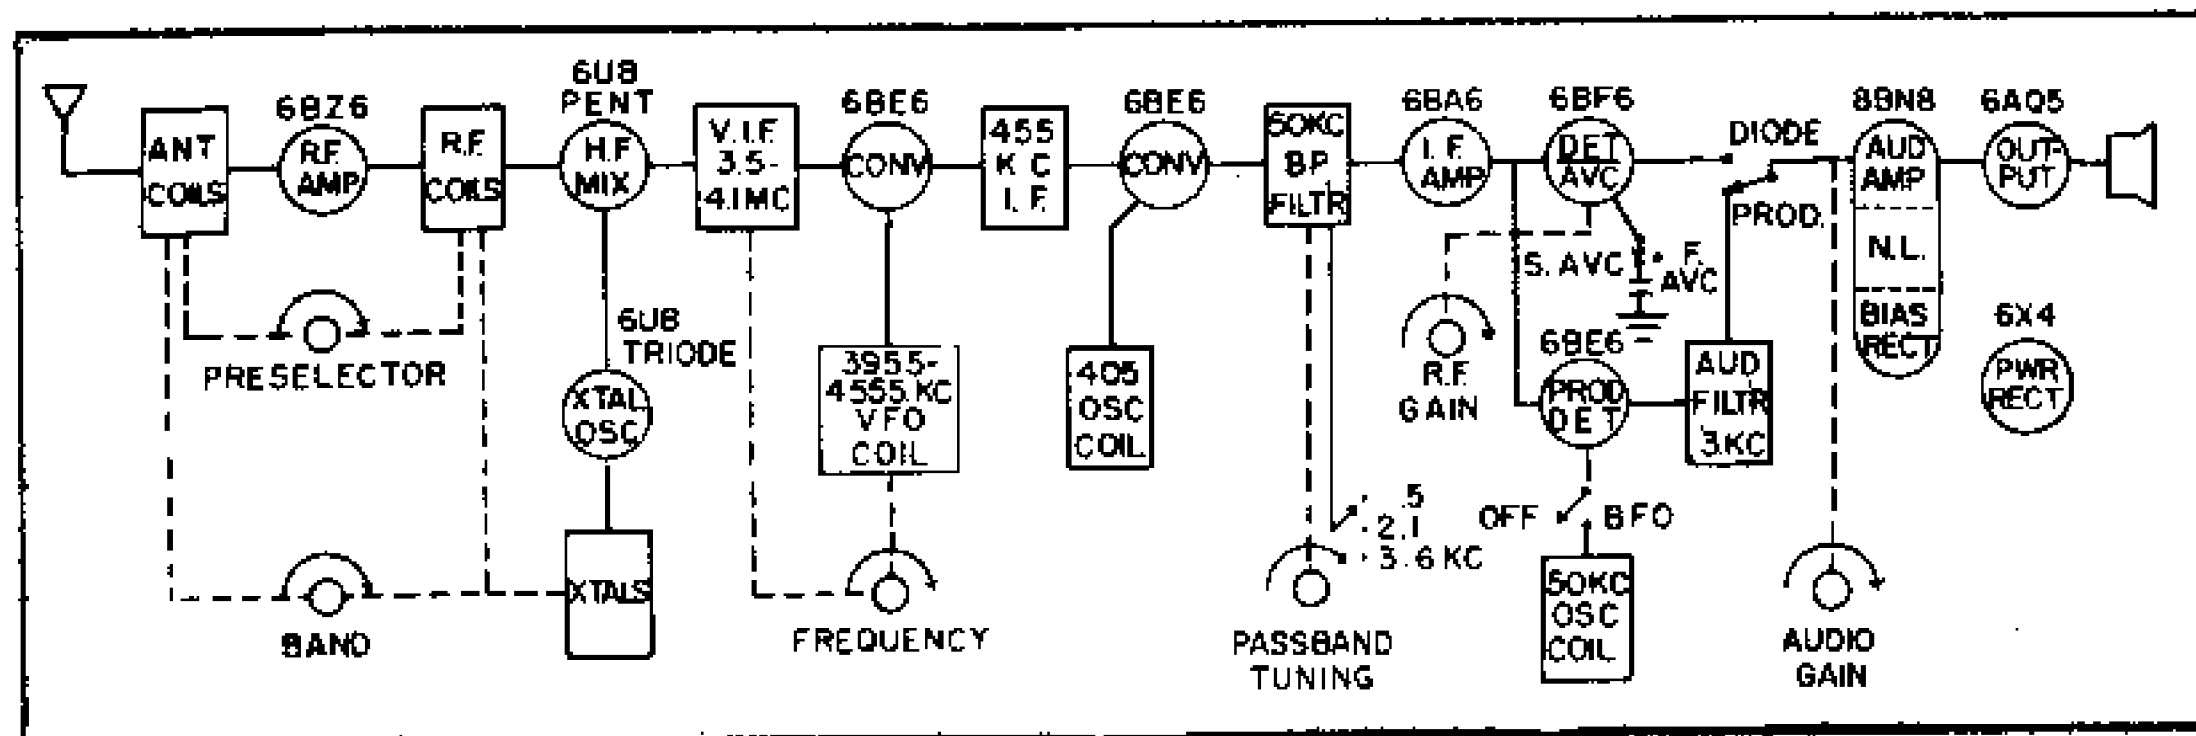 ANT
COILS
6BZ6
R.F.
AMP
R.F.
COILS
6U8
PENT
H.F
MIX
V.I.F.
3.5-
4.1MC
6BE6
CONV
455
KC
I.F.
6BE6
CONV
50KC
BP
FILTR
6BA6
I.F.
AMP
6BF6
DET
AVC
DIODE
PROD.
8BN8
AUD
AMP
N.L.
BIAS
RECT
6AQ5
OUT-
PUT
PRESELECTOR
6U8
TRIODE
XTAL
OSC
3955-
4555.KC
VFO
COIL
405
OSC
COIL
S. AVC
F.
AVC
R.F.
GAIN
6BE6
PROD
DET
AUD
FILTR
3.KC
6X4
PWR
RECT
.5
2.1
3.6 KC
OFF
BFO
BAND
XTALS
FREQUENCY
PASSBAND
TUNING
50KC
OSC
COIL
AUDIO
GAIN